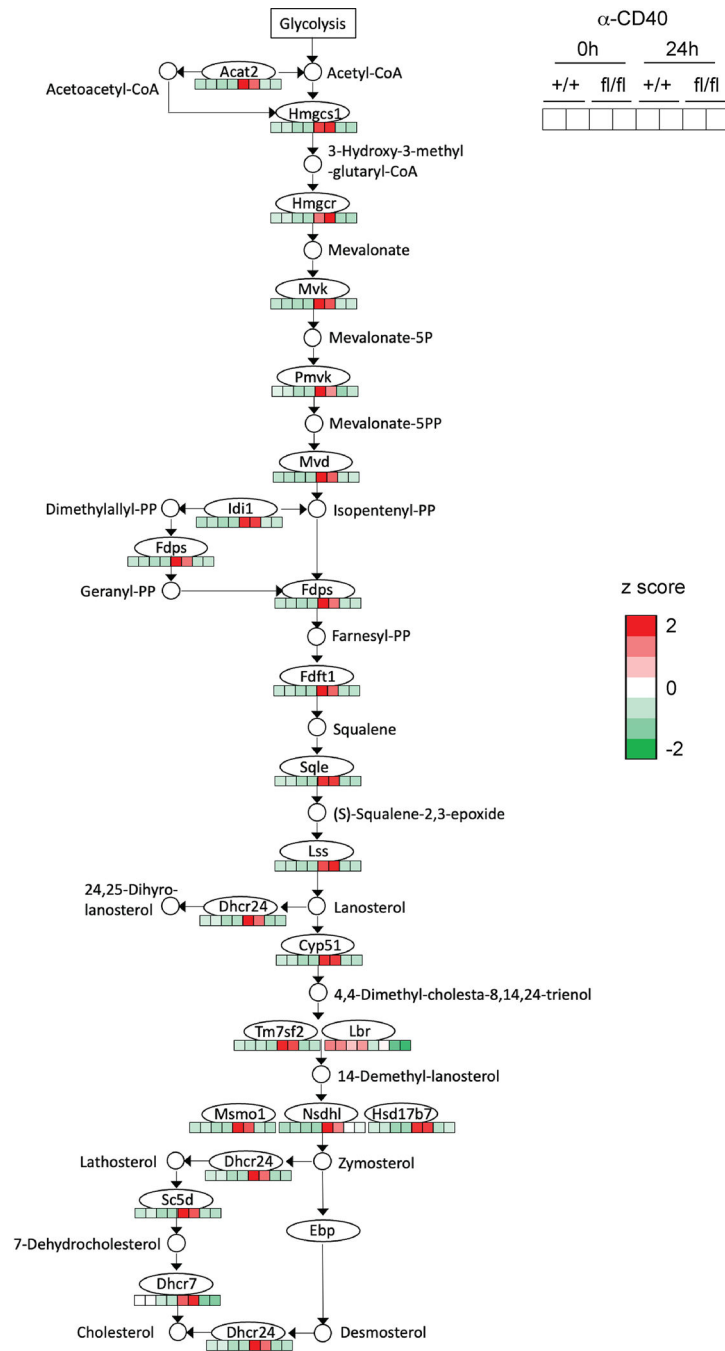 Glycolysis
α-CD40
0h 24h
+/+ fl/fl +/+ fl/fl
Acat2
Acetoacetyl-CoA
Acetyl-CoA
Hmgcs1
3-Hydroxy-3-methyl
-glutaryl-CoA
Hmgcr
Mevalonate
Mvk
Mevalonate-5P
Pmvk
Mevalonate-5PP
Mvd
Dimethylallyl-PP
Idi1
Isopentenyl-PP
Fdps
Geranyl-PP
Fdps
Farnesyl-PP
z score
2
0
-2
Fdft1
Squalene
Sqle
(S)-Squalene-2,3-epoxide
Lss
24,25-Dihyro-
lanosterol
Dhcr24
Lanosterol
Cyp51
4,4-Dimethyl-cholesta-8,14,24-trienol
Tm7sf2 Lbr
14-Demethyl-lanosterol
Msmo1 Nsdhl Hsd17b7
Lathosterol
Dhcr24
Zymosterol
Sc5d
Ebp
7-Dehydrocholesterol
Dhcr7
Cholesterol
Dhcr24
Desmosterol